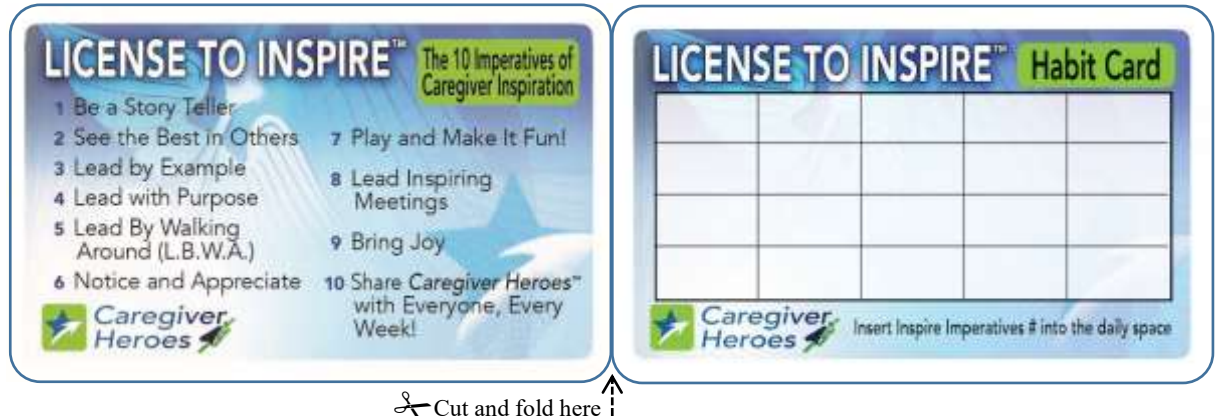 LICENSE TO INSPIRE™
The 10 Imperatives of
Caregiver Inspiration
1 Be a Story Teller
2 See the Best in Others
3 Lead by Example
4 Lead with Purpose
5 Lead By Walking
Around (L.B.W.A.)
6 Notice and Appreciate
7 Play and Make It Fun!
8 Lead Inspiring
Meetings
9 Bring Joy
10 Share Caregiver Heroes™
with Everyone, Every
Week!
Caregiver
Heroes
LICENSE TO INSPIRE™ Habit Card
Caregiver
Heroes
Insert Inspire Imperatives # into the daily space
Cut and fold here